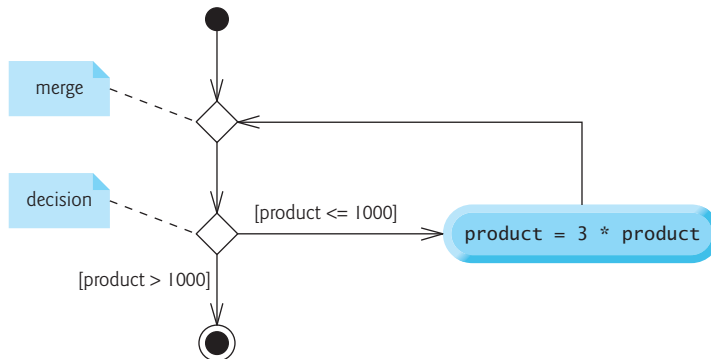 merge
decision
[product <= 1000]
product = 3 * product
[product > 1000]